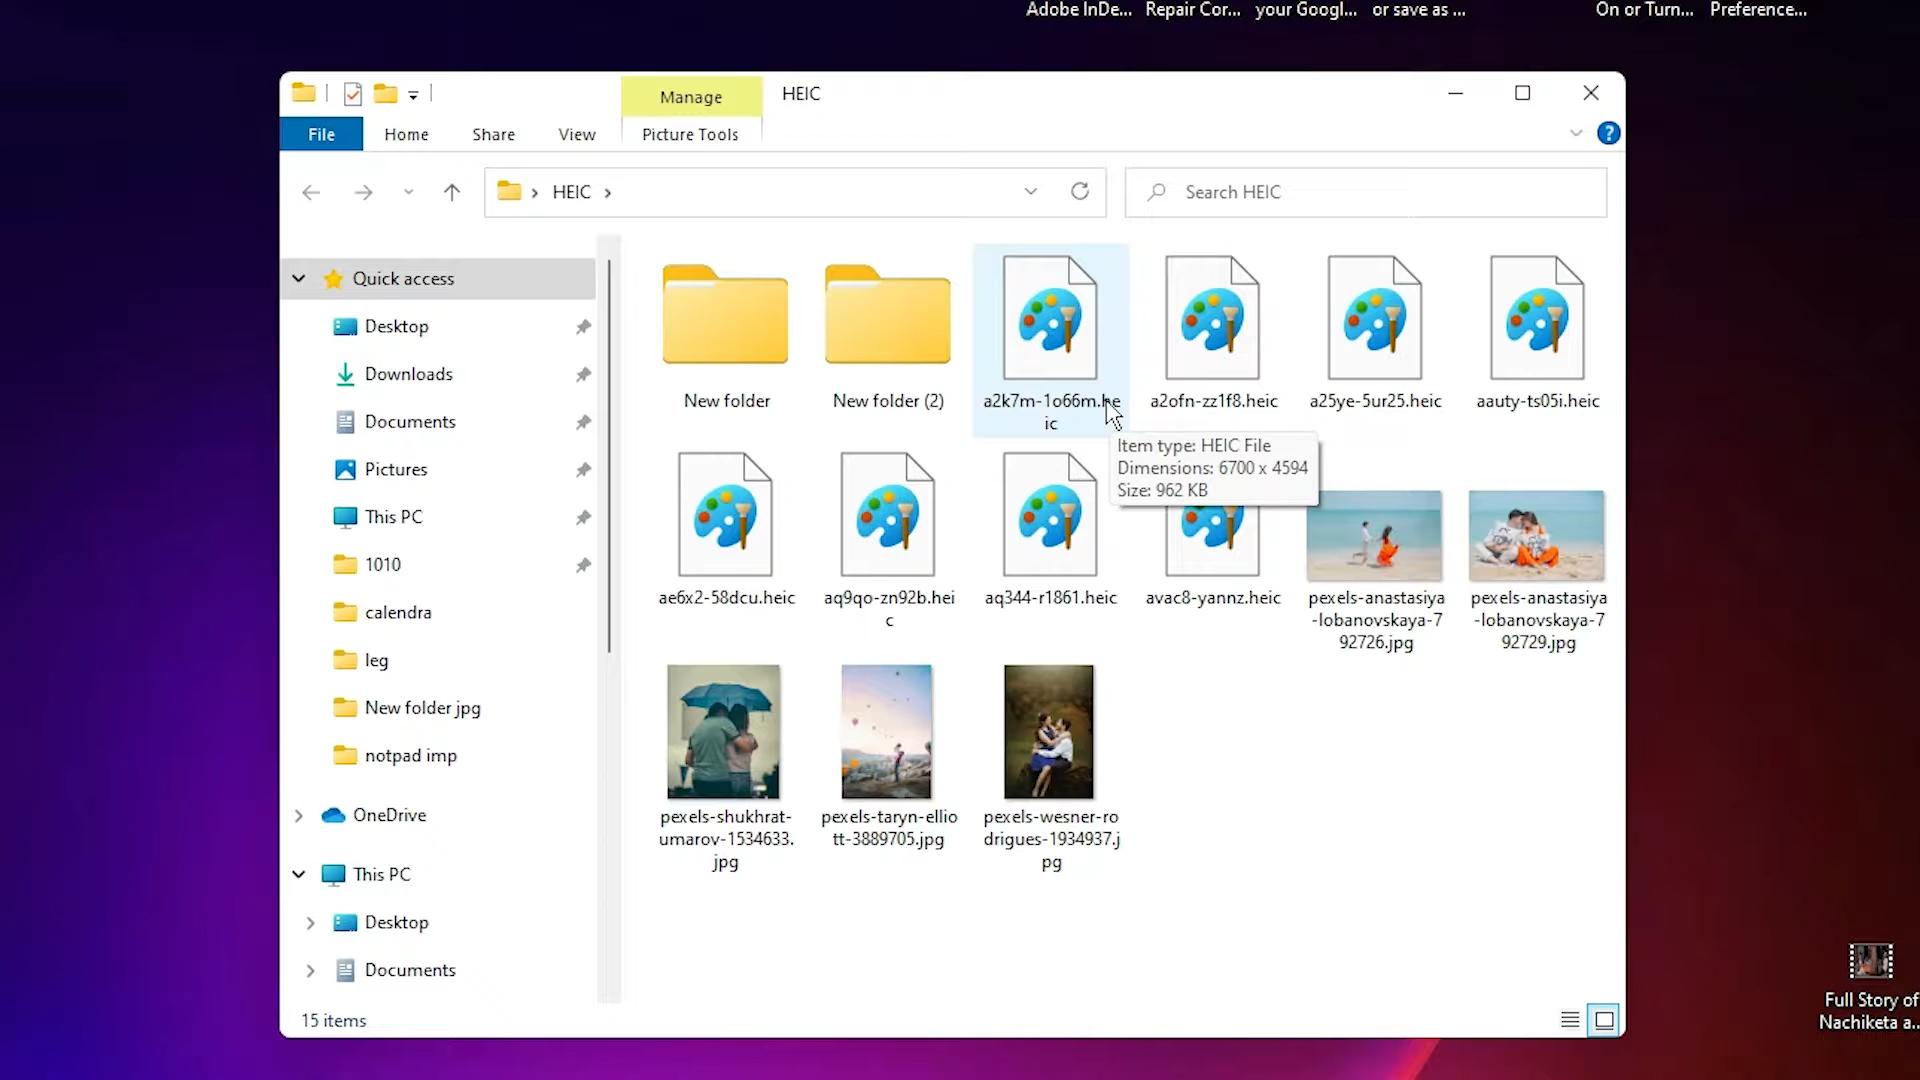 Adobe InDe... Repair Cor... your Googl... or save as ... On or Turn... Preference...
Manage HEIC
File Home Share View Picture Tools
?
HEIC
Search HEIC
Quick access
Desktop
Downloads
Documents
Pictures
This PC
1010
calendra
leg
New folder jpg
notpad imp
OneDrive
This PC
Desktop
Documents
New folder
New folder (2)
a2k7m-1o66m.he
ic
a2ofn-zz1f8.heic
a25ye-5ur25.heic
aauty-ts05i.heic
Item type: HEIC File
Dimensions: 6700 x 4594
Size: 962 KB
ae6x2-58dcu.heic
aq9qo-zn92b.hei
c
aq344-r1861.heic
avac8-yannz.heic
pexels-anastasiya
-lobanovskaya-7
92726.jpg
pexels-anastasiya
-lobanovskaya-7
92729.jpg
pexels-shukhrat-
umarov-1534633.
jpg
pexels-taryn-ellio
tt-3889705.jpg
pexels-wesner-ro
drigues-1934937.j
pg
15 items
Full Story of
Nachiketa a...